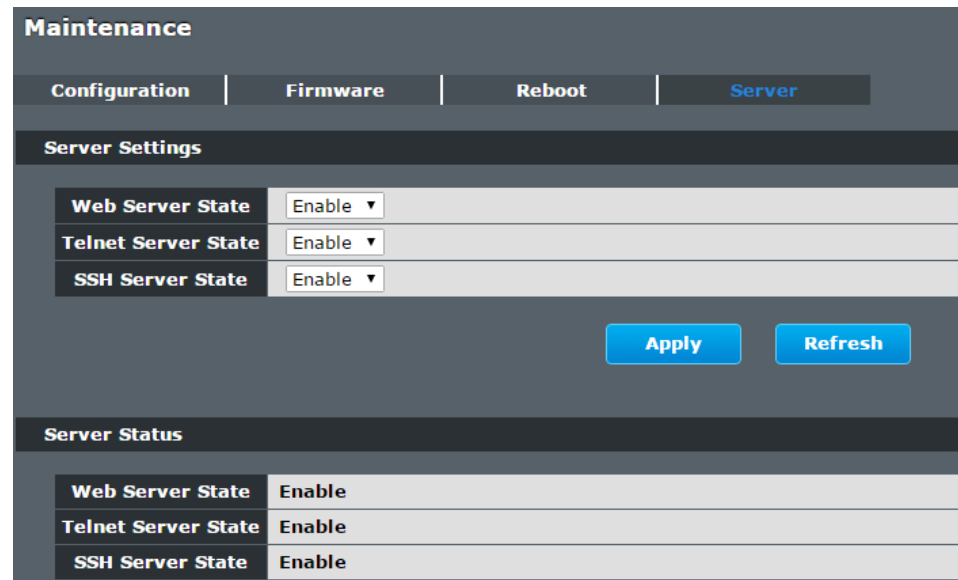 Maintenance
Configuration Firmware Reboot Server
Server Settings
Web Server State Enable
Telnet Server State Enable
SSH Server State Enable
Apply Refresh
Server Status
Web Server State Enable
Telnet Server State Enable
SSH Server State Enable